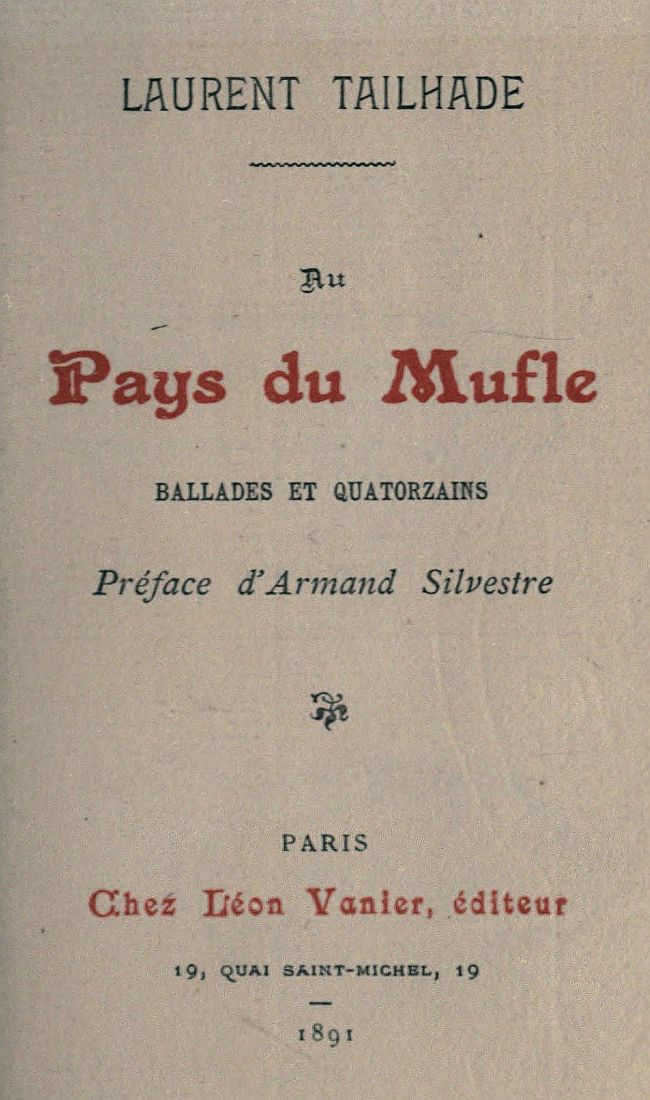 LAURENT TAILHADE
Au
Pays du Mufle
BALLADES ET QUATORZAINS
Préface d'Armand Silvestre
PARIS
Chez Léon Vanier, éditeur
19, QUAI SAINT-MICHEL, 19
1891